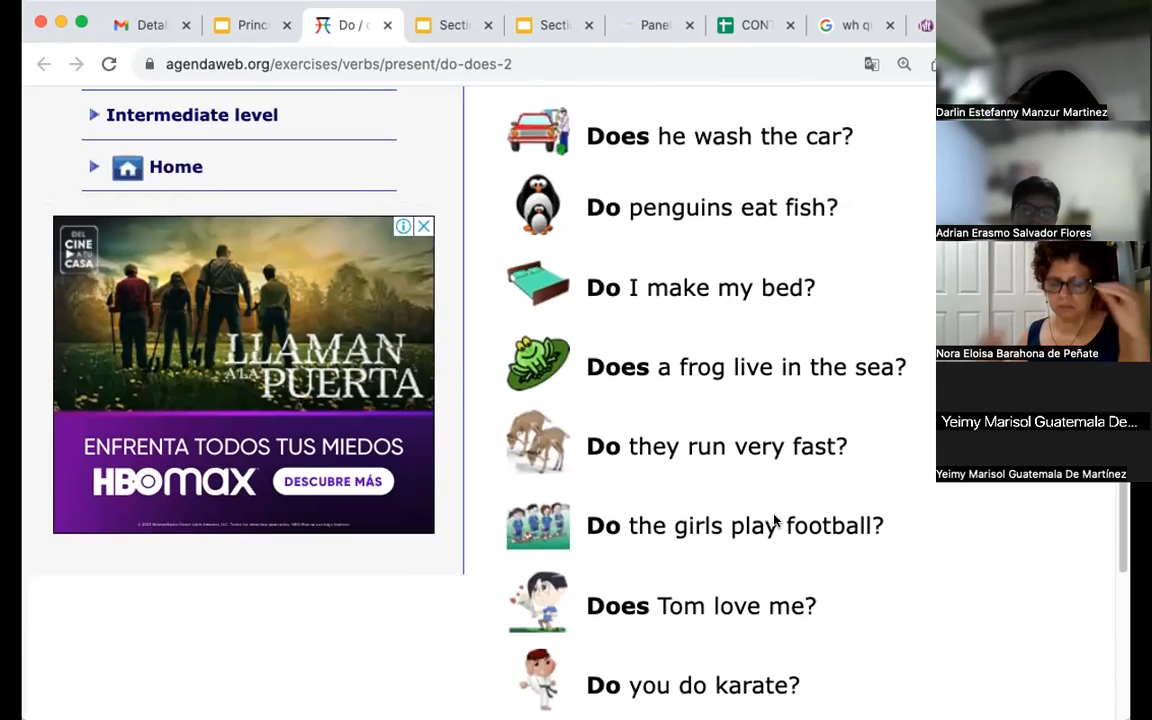 Detai
Princ
Do / d
Secti
Secti
Panel
CONT
wh qu
agendaweb.org/exercises/verbs/present/do-does-2
Intermediate level
Home
DEL
CINE
A TU
CASA
LLAMAN
A LA
PUERTA
ENFRENTA TODOS TUS MIEDOS
HBOmax
DESCUBRE MÁS
Does he wash the car?
Do penguins eat fish?
Do I make my bed?
Does a frog live in the sea?
Do they run very fast?
Do the girls play football?
Does Tom love me?
Do you do karate?
Darlin Estefanny Manzur Martinez
Adrian Erasmo Salvador Flores
Nora Eloisa Barahona de Peñate
Yeimy Marisol Guatemala De...
Yeimy Marisol Guatemala De Martínez